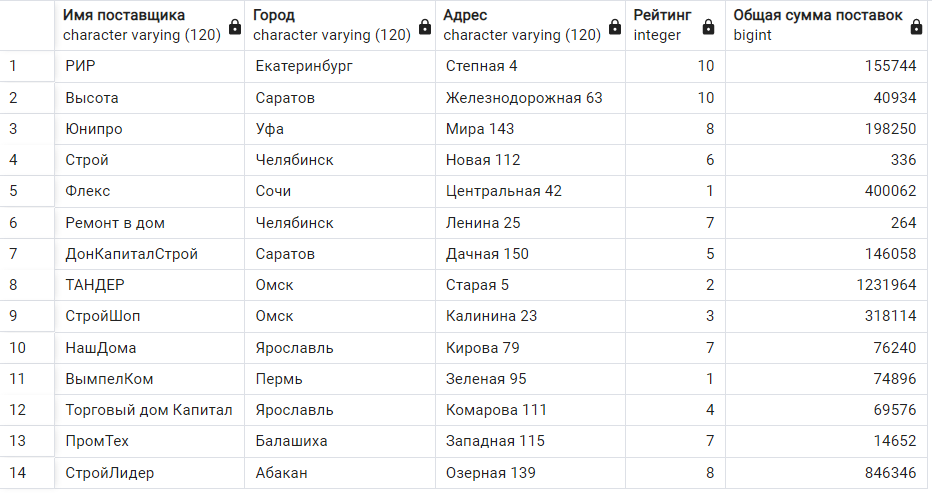 Имя поставщика Город Адрес Рейтинг Общая сумма поставок
character varying (120) character varying (120) character varying (120) integer bigint
1 РИР Екатеринбург Степная 4 10 155744
2 Высота Саратов Железнодорожная 63 10 40934
3 Юнипро Уфа Мира 143 8 198250
4 Строй Челябинск Новая 112 6 336
5 Флекс Сочи Центральная 42 1 400062
6 Ремонт в дом Челябинск Ленина 25 7 264
7 ДонКапиталСтрой Саратов Дачная 150 5 146058
8 ТАНДЕР Омск Старая 5 2 1231964
9 СтройШоп Омск Калинина 23 3 318114
10 НашДома Ярославль Кирова 79 7 76240
11 ВымпелКом Пермь Зеленая 95 1 74896
12 Торговый дом Капитал Ярославль Комарова 111 4 69576
13 ПромТех Балашиха Западная 115 7 14652
14 СтройЛидер Абакан Озерная 139 8 846346